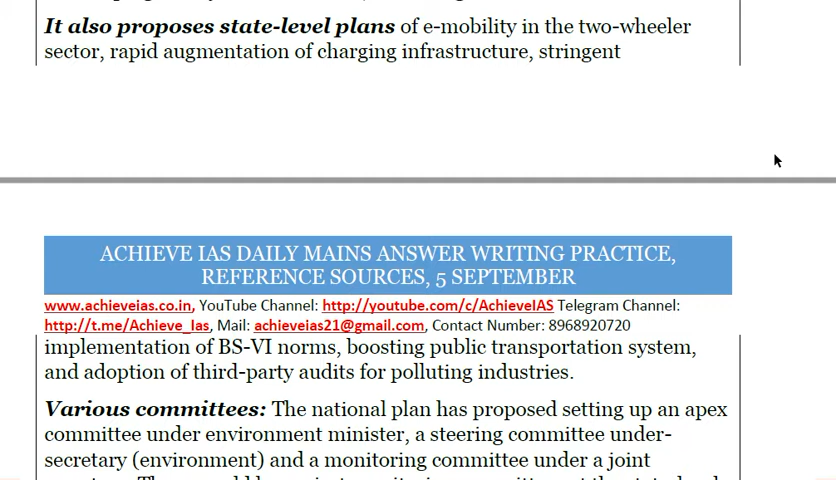 It also proposes state-level plans of e-mobility in the two-wheeler
sector, rapid augmentation of charging infrastructure, stringent
ACHIEVE IAS DAILY MAINS ANSWER WRITING PRACTICE,
REFERENCE SOURCES, 5 SEPTEMBER
www.achieveias.co.in, YouTube Channel: http://youtube.com/c/AchieveIAS Telegram Channel:
http://t.me/Achieve_Ias, Mail: achieveias21@gmail.com, Contact Number: 8968920720
implementation of BS-VI norms, boosting public transportation system,
and adoption of third-party audits for polluting industries.
Various committees: The national plan has proposed setting up an apex
committee under environment minister, a steering committee under-
secretary (environment) and a monitoring committee under a joint